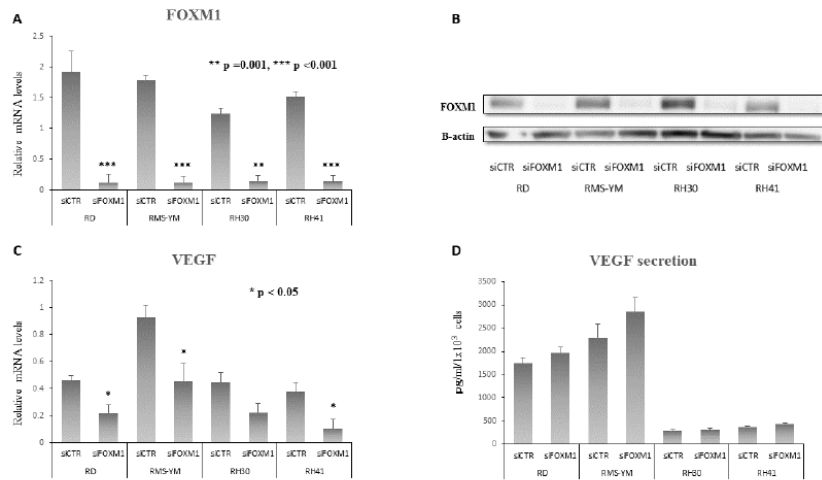 A
FOXM1
Relative mRNA levels
2.5
2
1.5
1
0.5
0
** p =0.001, *** p <0.001
*** *** ** ***
siCTR siFOXM1 siCTR siFOXM1 siCTR siFOXM1 siCTR siFOXM1
RD RMS-YM RH30 RH41
B
FOXM1
B-actin
siCTR siFOXM1 siCTR siFOXM1 siCTR siFOXM1 siCTR siFOXM1
RD RMS-YM RH30 RH41
C
VEGF
Relative mRNA levels
1.2
1
0.8
0.6
0.4
0.2
0
* p < 0.05
* * *
siCTR siFOXM1 siCTR siFOXM1 siCTR siFOXM1 siCTR siFOXM1
RD RMS-YM RH30 RH41
D
VEGF secretion
pg/ml/1x10³ cells
3500
3000
2500
2000
1500
1000
500
0
siCTR siFOXM1 siCTR siFOXM1 siCTR siFOXM1 siCTR siFOXM1
RD RMS-YM RH30 RH41